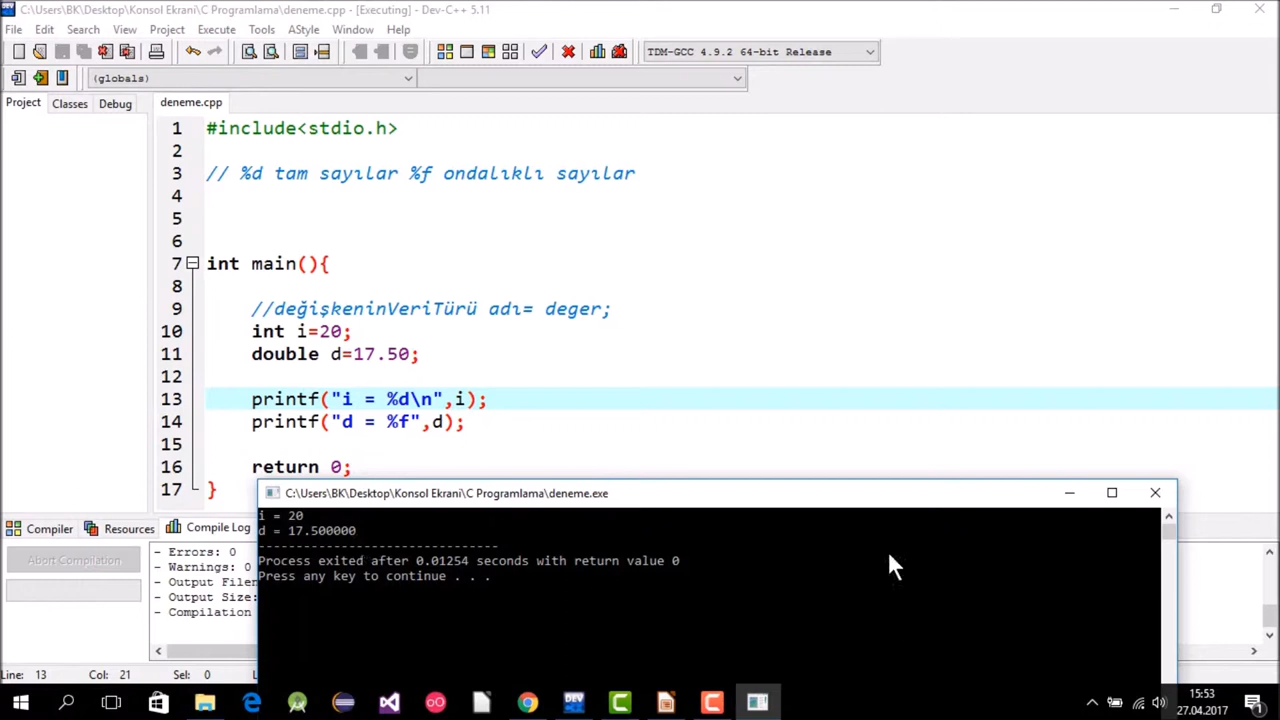 C:\Users\BK\Desktop\Konsol Ekrani\C Programlama\deneme.cpp - [Executing] - Dev-C++ 5.11
File Edit Search View Project Execute Tools AStyle Window Help
TDM-GCC 4.9.2 64-bit Release
(globals)
Project Classes Debug deneme.cpp
1 #include<stdio.h>
2
3 // %d tam sayılar %f ondalıklı sayılar
4
5
6
7 int main(){
8
9 //değişkeninVeriTürü adı= deger;
10 int i=20;
11 double d=17.50;
12
13 printf("i = %d\n",i);
14 printf("d = %f",d);
15
16 return 0;
17 }
C:\Users\BK\Desktop\Konsol Ekrani\C Programlama\deneme.exe
i = 20
d = 17.500000
--------------------------------
Process exited after 0.01254 seconds with return value 0
Press any key to continue . . .
Compiler Resources Compile Log
Abort Compilation
- Errors: 0
- Warnings: 0
- Output
- Output Size:
- Compilation
Line: 13 Col: 21 Sel: 0
DEV
15:53
27.04.2017
1